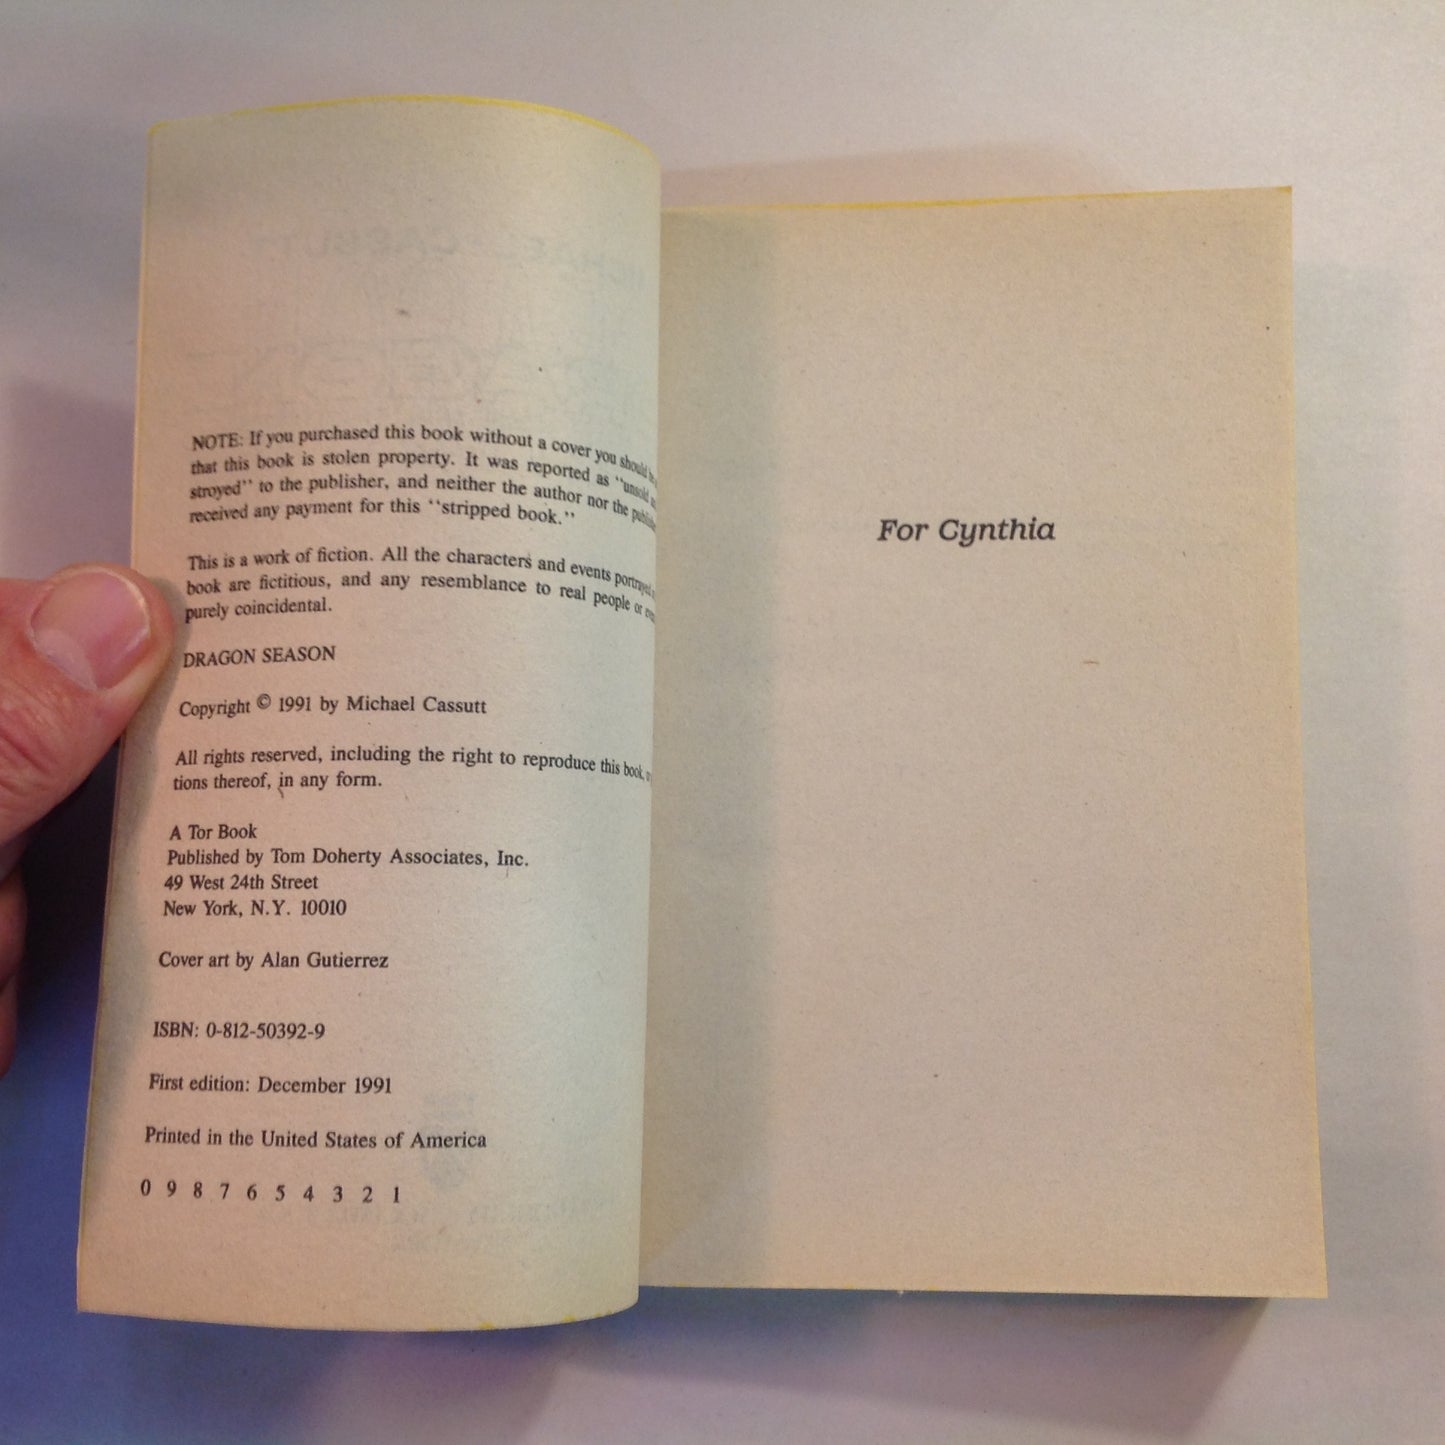 NOTE: If you purchased this book without a cover you should
that this book is stolen property. It was reported as "unsold
stroyed" to the publisher, and neither the author nor the
received any payment for this "stripped book."
This is a work of fiction. All the characters and events portrayed
book are fictitious, and any resemblance to real people or
purely coincidental.
DRAGON SEASON
Copyright © 1991 by Michael Cassutt
All rights reserved, including the right to reproduce this book,
tions thereof, in any form.
A Tor Book
Published by Tom Doherty Associates, Inc.
49 West 24th Street
New York, N.Y. 10010
Cover art by Alan Gutierrez
ISBN: 0-812-50392-9
First edition: December 1991
Printed in the United States of America
0 9 8 7 6 5 4 3 2 1
For Cynthia